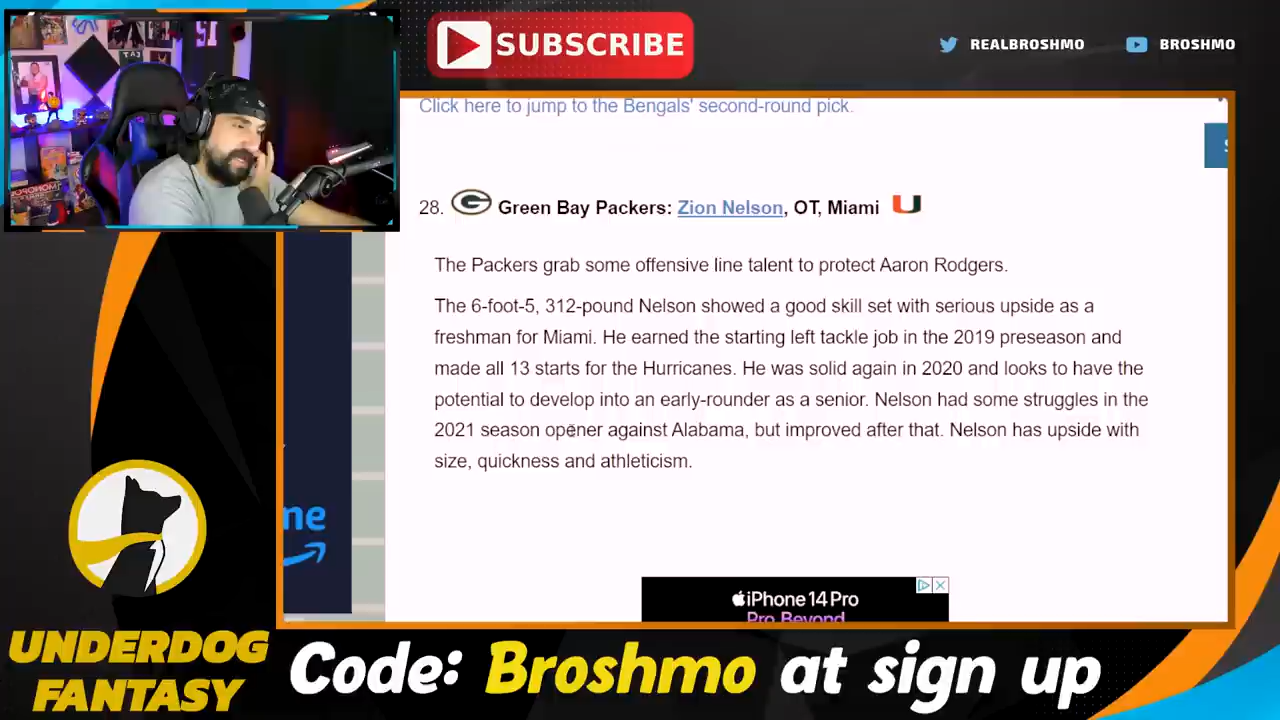 SUBSCRIBE
REALBROSHMO
BROSHMO
Click here to jump to the Bengals' second-round pick.
28. G Green Bay Packers: Zion Nelson, OT, Miami U
The Packers grab some offensive line talent to protect Aaron Rodgers.
The 6-foot-5, 312-pound Nelson showed a good skill set with serious upside as a
freshman for Miami. He earned the starting left tackle job in the 2019 preseason and
made all 13 starts for the Hurricanes. He was solid again in 2020 and looks to have the
potential to develop into an early-rounder as a senior. Nelson had some struggles in the
2021 season opener against Alabama, but improved after that. Nelson has upside with
size, quickness and athleticism.
me
iPhone 14 Pro
Pro. Beyond.
UNDERDOG
FANTASY
Code: Broshmo at sign up